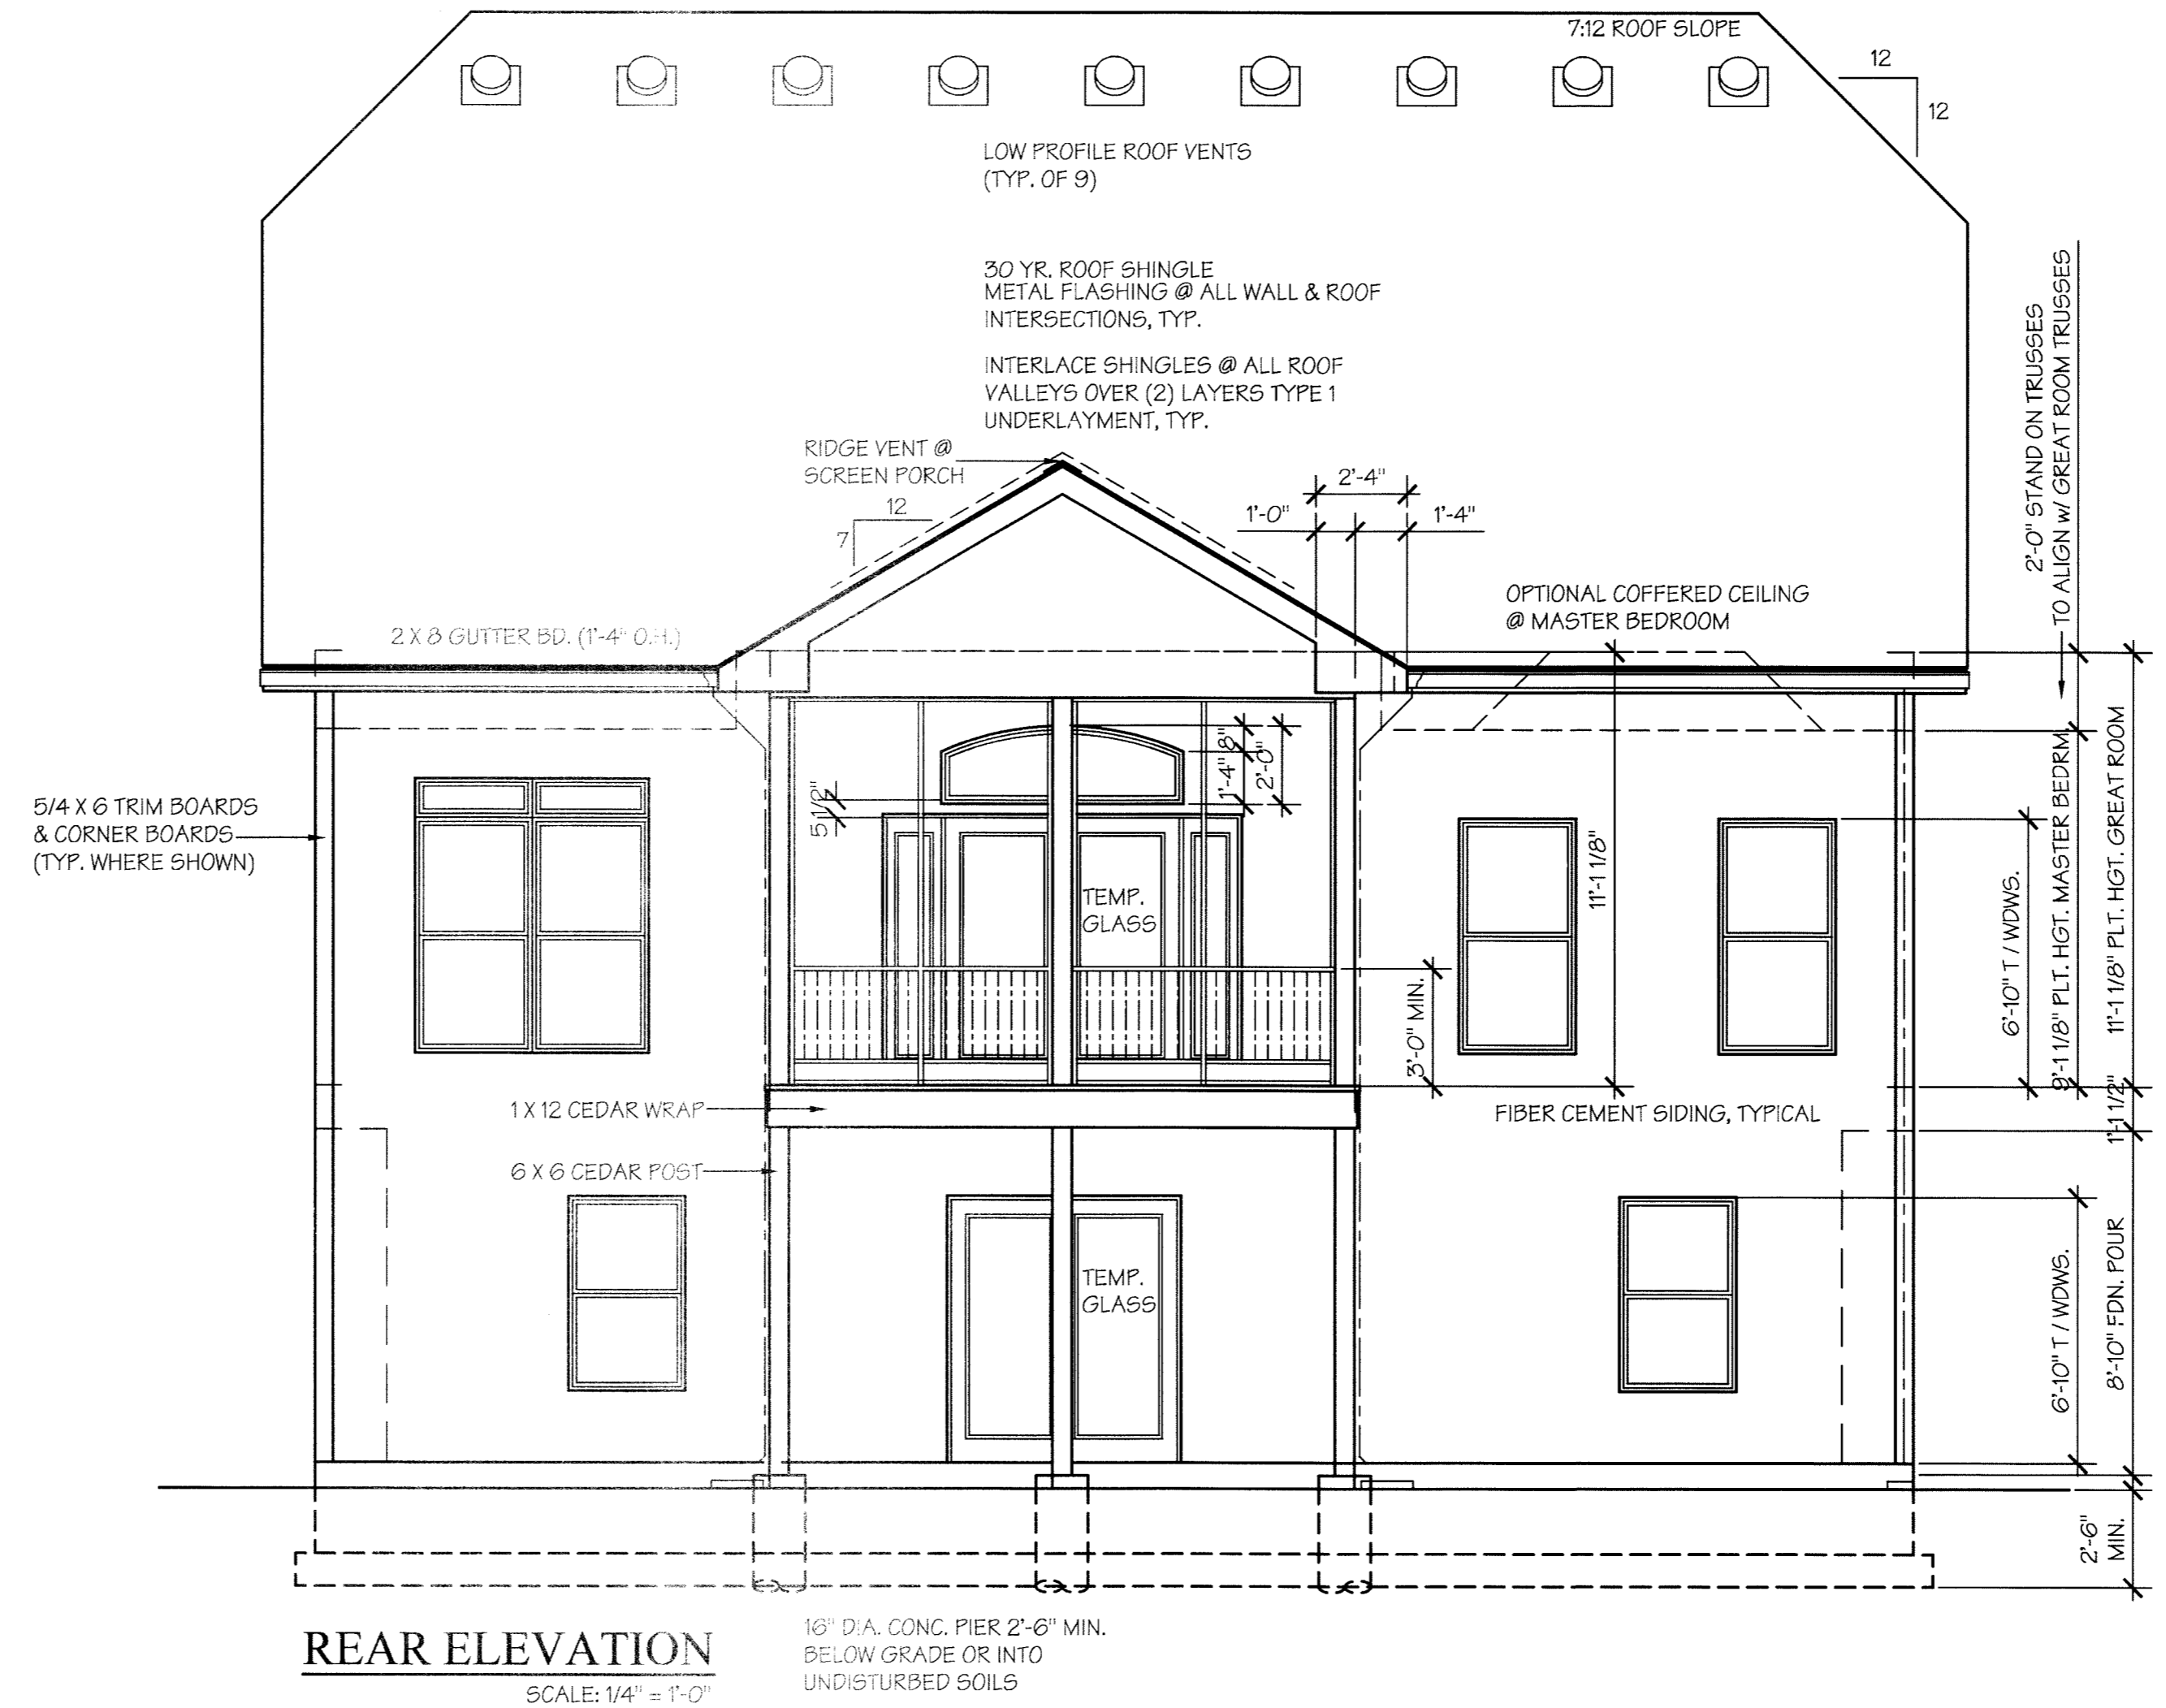 7:12 ROOF SLOPE
12
12
LOW PROFILE ROOF VENTS
(TYP. OF 9)
30 YR. ROOF SHINGLE
METAL FLASHING @ ALL WALL & ROOF
INTERSECTIONS, TYP.
INTERLACE SHINGLES @ ALL ROOF
VALLEYS OVER (2) LAYERS TYPE 1
UNDERLAYMENT, TYP.
RIDGE VENT @
SCREEN PORCH
12
7
2'-4"
1'-0"
1'-4"
2'-0" STAND ON TRUSSES
TO ALIGN w/ GREAT ROOM TRUSSES
OPTIONAL COFFERED CEILING
@ MASTER BEDROOM
2 X 8 GUTTER BD. (1'-4" O.H.)
5/4 X 6 TRIM BOARDS
& CORNER BOARDS
(TYP. WHERE SHOWN)
5 1/2"
8"
1'-4"
2'-0"
TEMP.
GLASS
11'-1 1/8"
3'-0" MIN.
6'-10" T / WDWS.
9'-1 1/8" PLT. HGT. MASTER BEDRM.
11'-1 1/8" PLT. HGT. GREAT ROOM
1 X 12 CEDAR WRAP
FIBER CEMENT SIDING, TYPICAL
1'-1 1/2"
6 X 6 CEDAR POST
TEMP.
GLASS
6'-10" T / WDWS.
8'-10" FDN. POUR
2'-6"
MIN.
REAR ELEVATION
SCALE: 1/4" = 1'-0"
16" DIA. CONC. PIER 2'-6" MIN.
BELOW GRADE OR INTO
UNDISTURBED SOILS